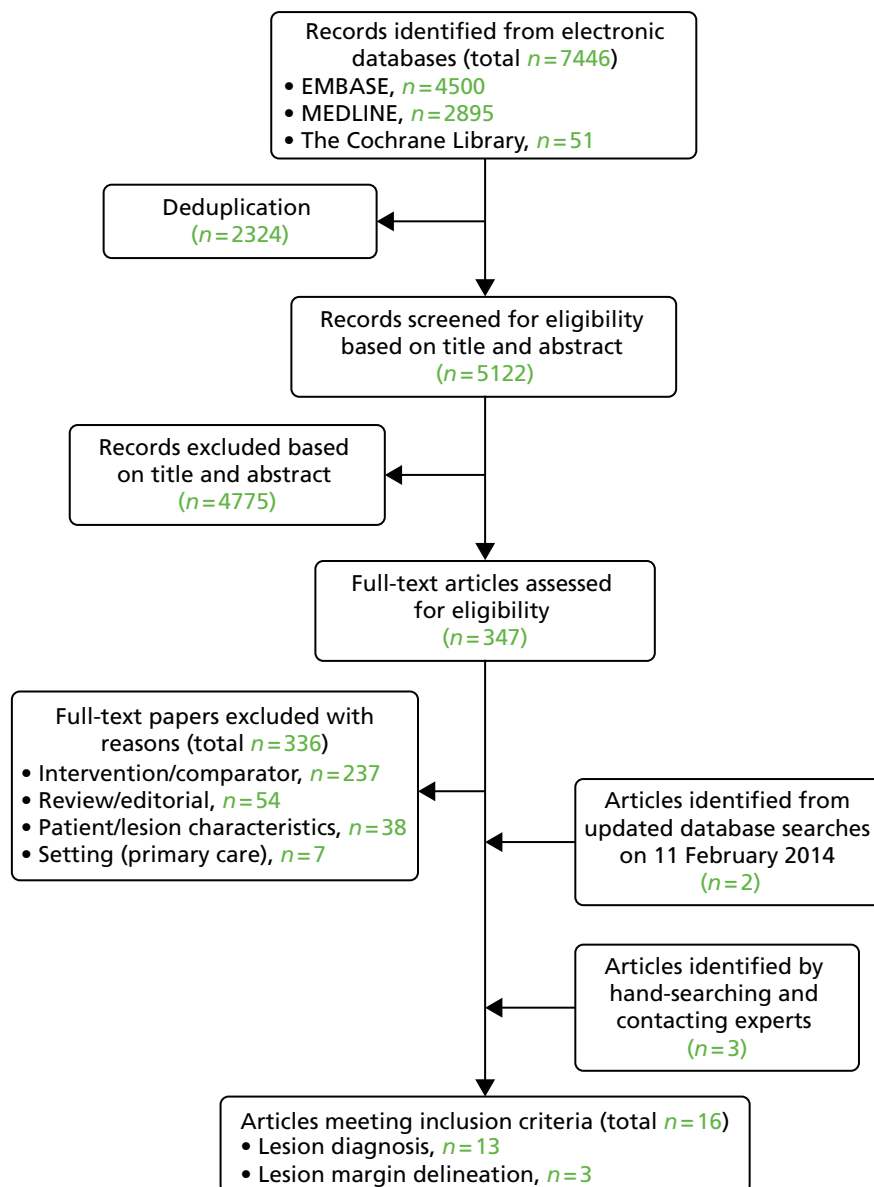 Records identified from electronic
databases (total n=7446)
• EMBASE, n=4500
• MEDLINE, n=2895
• The Cochrane Library, n=51
Deduplication
(n=2324)
Records screened for eligibility
based on title and abstract
(n=5122)
Records excluded based
on title and abstract
(n=4775)
Full-text articles assessed
for eligibility
(n=347)
Full-text papers excluded with
reasons (total n=336)
• Intervention/comparator, n=237
• Review/editorial, n=54
• Patient/lesion characteristics, n=38
• Setting (primary care), n=7
Articles identified from
updated database searches
on 11 February 2014
(n=2)
Articles identified by
hand-searching and
contacting experts
(n=3)
Articles meeting inclusion criteria (total n=16)
• Lesion diagnosis, n=13
• Lesion margin delineation, n=3